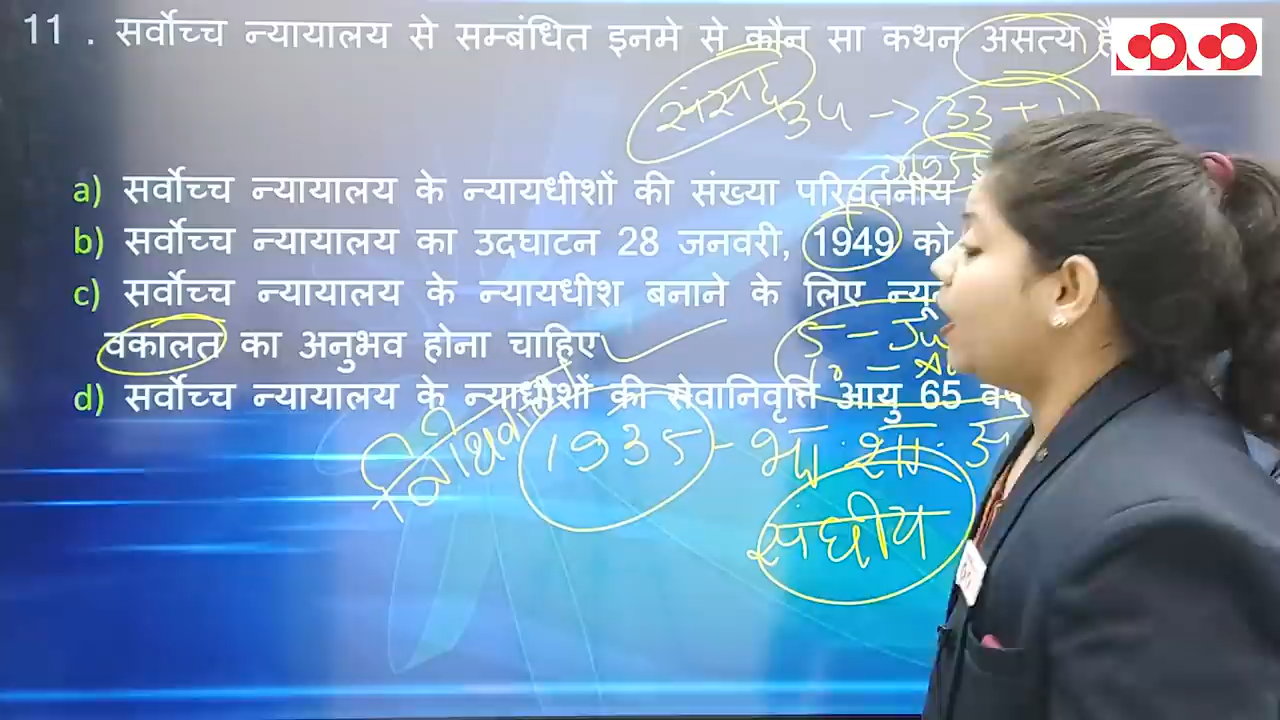 11 . सर्वोच्च न्यायालय से सम्बंधित इनमे से कौन सा कथन असत्य है
संसद 34 -> 33 + 1
a) सर्वोच्च न्यायालय के न्यायधीशों की संख्या परिवर्तनीय
b) सर्वोच्च न्यायालय का उदघाटन 28 जनवरी, 1949 को
c) सर्वोच्च न्यायालय के न्यायधीश बनाने के लिए
वकालत का अनुभव होना चाहिए
d) सर्वोच्च न्यायालय के न्याधीशों की सेवानिवृत्ति आयु 65 वर्ष
1935 - भा. शा. अ
संघीय